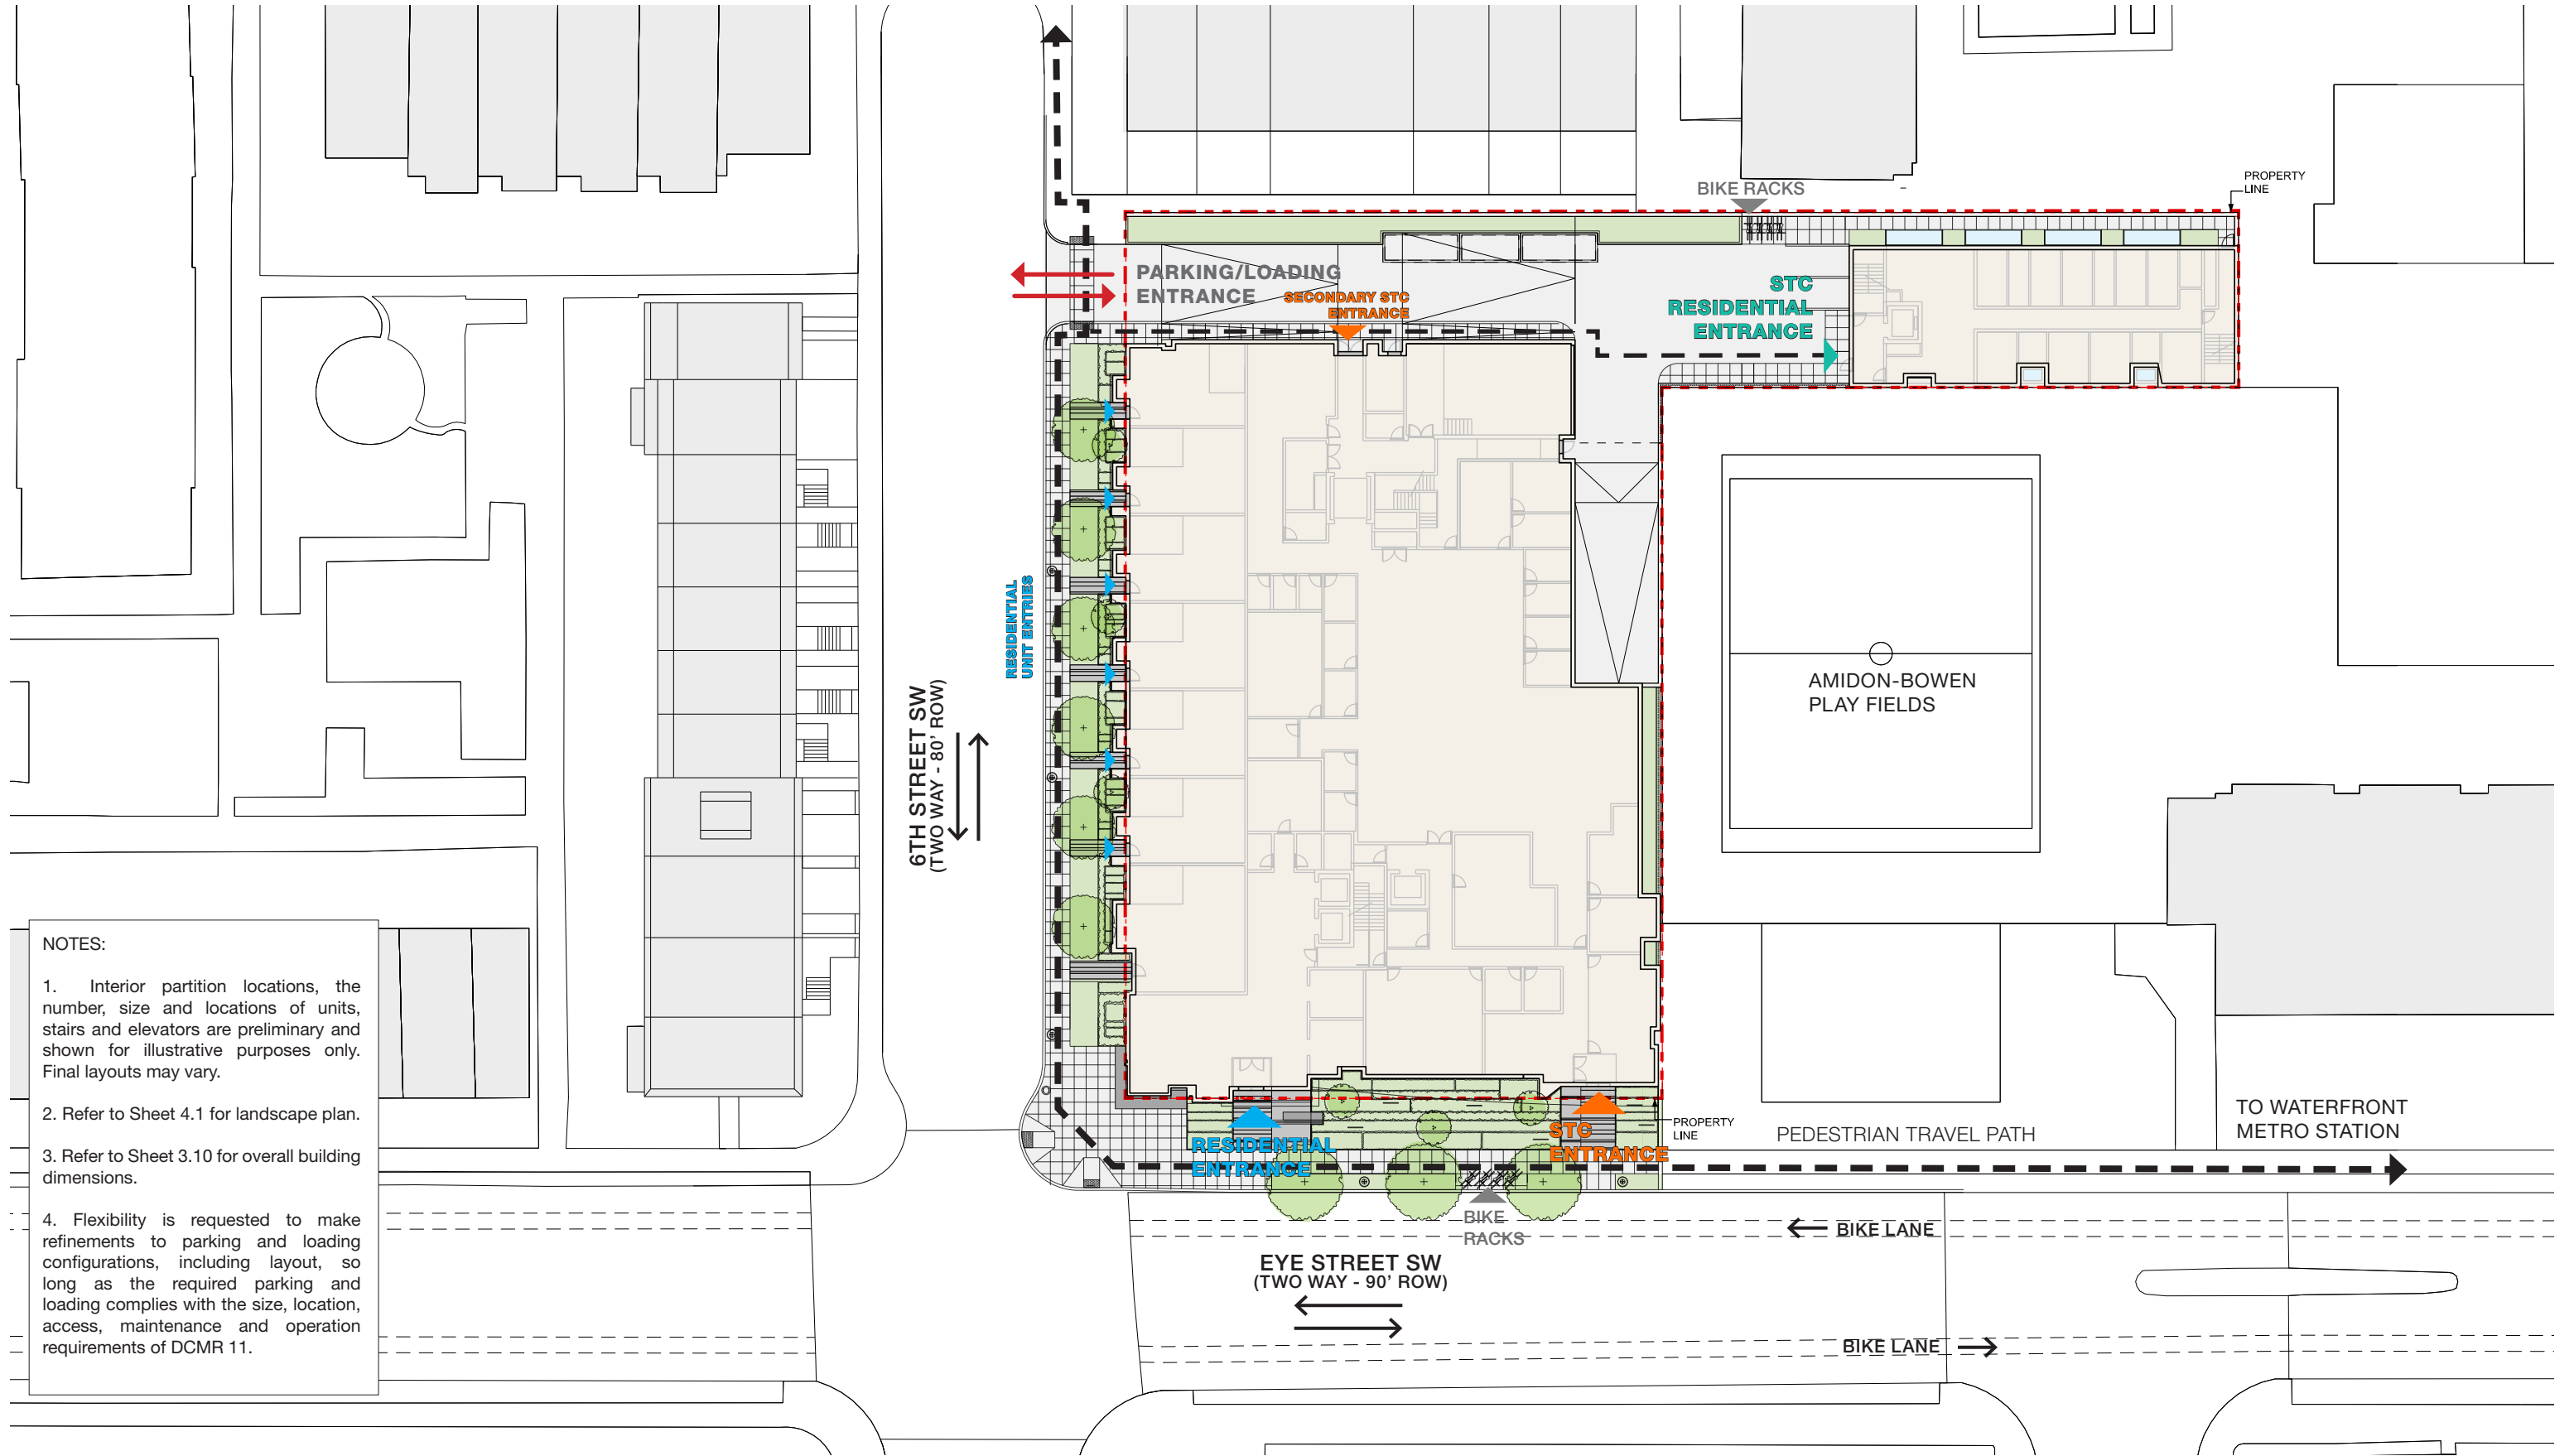 BIKE RACKS
PROPERTY
LINE
PARKING/LOADING
ENTRANCE
SECONDARY STC
ENTRANCE
STC
RESIDENTIAL
ENTRANCE
RESIDENTIAL
UNIT ENTRIES
6TH STREET SW
(TWO WAY - 80' ROW)
AMIDON-BOWEN
PLAY FIELDS
NOTES:
1. Interior partition locations, the
number, size and locations of units,
stairs and elevators are preliminary and
shown for illustrative purposes only.
Final layouts may vary.
2. Refer to Sheet 4.1 for landscape plan.
3. Refer to Sheet 3.10 for overall building
dimensions.
4. Flexibility is requested to make
refinements to parking and loading
configurations, including layout, so
long as the required parking and
loading complies with the size, location,
access, maintenance and operation
requirements of DCMR 11.
RESIDENTIAL
ENTRANCE
STC
ENTRANCE
PROPERTY
LINE
PEDESTRIAN TRAVEL PATH
TO WATERFRONT
METRO STATION
BIKE
RACKS
BIKE LANE
EYE STREET SW
(TWO WAY - 90' ROW)
BIKE LANE